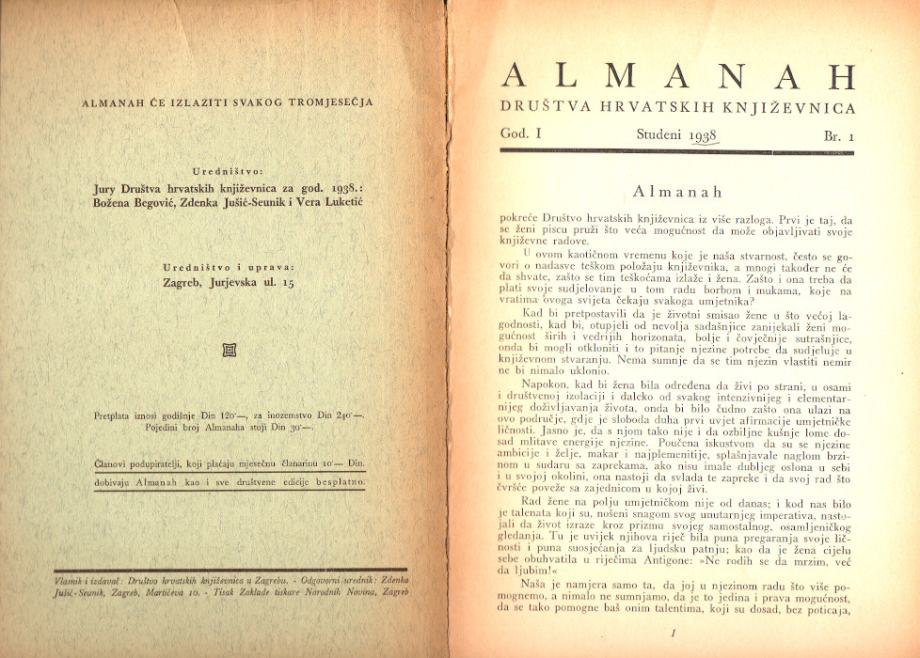 ALMANAH ĆE IZLAZITI SVAKOG TROMJESEČJA
Uredništvo:
Jury Društva hrvatskih književnica za god. 1938.:
Božena Begović, Zdenka Jušić-Seunik i Vera Luketić
Uredništvo i uprava:
Zagreb, Jurjevska ul. 15
Pretplata iznosi godišnje Din 120·—, za inozemstvo Din 240·—.
Pojedini broj Almanaha stoji Din 30·—.
Članovi podupiratelji, koji plaćaju mjesečnu članarinu 10·— Din.
dobivaju Almanah kao i sve društvene edicije besplatno.
Vlasnik i izdavač: Društvo hrvatskih književnica u Zagrebu. - Odgovorni urednik: Zdenka
Jušić-Seunik, Zagreb, Martićeva 10. - Tisak Zaklade tiskare Narodnih Novina, Zagreb
ALMANAH
DRUŠTVA HRVATSKIH KNJIŽEVNICA
God. I Studeni 1938 Br. 1
Almanah
pokreće Društvo hrvatskih književnica iz više razloga. Prvi je taj, da
se ženi piscu pruži što veća mogućnost da može objavljivati svoje
književne radove.
U ovom kaotičnom vremenu koje je naša stvarnost, često se go-
vori o nadasve teškom položaju književnika, a mnogi također ne će
da shvate, zašto se tim teškoćama izlaže i žena. Zašto i ona treba da
plati svoje sudjelovanje u tom radu borbom i mukama, koje na
vratima ovoga svijeta čekaju svakoga umjetnika?
Kad bi pretpostavili da je životni smisao žene u što većoj la-
godnosti, kad bi, otupjeli od nevolja sadašnjice zanijekali ženi mo-
gućnost širih i vedrijih horizonata, bolje i čovječnije sutrašnjice,
onda bi mogli otkloniti i to pitanje njezine potrebe da sudjeluje u
književnom stvaranju. Nema sumnje da se tim njezin vlastiti nemir
ne bi nimalo uklonio.
Napokon, kad bi žena bila određena da živi po strani, u osami
i društvenoj izolaciji i daleko od svakog intenzivnijeg i elementar-
nijeg doživljavanja života, onda bi bilo čudno zašto ona ulazi na
ovo područje, gdje je sloboda duha prvi uvjet afirmacije umjetničke
ličnosti. Jasno je, da s njom tako nije i da ozbiljne kušnje lome do-
sad mlitave energije njezine. Poučena iskustvom da su se njezine
ambicije i želje, makar i najplemenitije, splašnjavale naglom brzi-
nom u sudaru sa zaprekama, ako nisu imale dubljeg oslona u sebi
i u svojoj okolini, ona nastoji da svlada te zapreke i da svoj rad što
čvršće poveže sa zajednicom u kojoj živi.
Rad žene na polju umjetničkom nije od danas; i kod nas bilo
je talenata koji su, nošeni snagom svog unutarnjeg imperativa, nasto-
jali da život izraze kroz prizmu svojeg samostalnog, osamljeničkog
gledanja. Tu je uvijek njihova riječ bila puna pregaranja svoje lič-
nosti i puna suosjećanja za ljudsku patnju; kao da je žena cijelu
sebe obuhvatila u riječima Antigone: »Ne rodih se da mrzim, već
da ljubim!«
Naša je namjera samo ta, da joj u njezinom radu što više po-
mognemo, a nimalo ne sumnjamo, da je to jedina i prava mogućnost,
da se tako pomogne baš onim talentima, koji su dosad, bez poticaja,
1